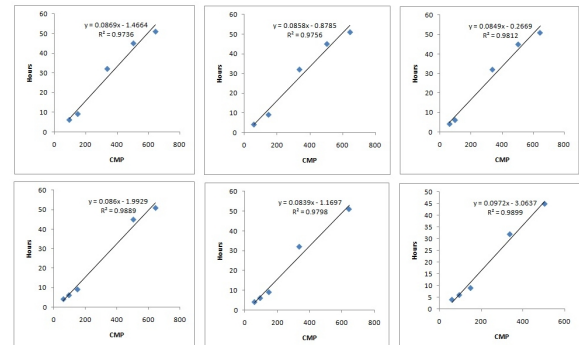 y = 0.0869x - 1.4664
R² = 0.9736
60
50
40
30
20
10
0
Hours
0 200 400 600 800
CMP
y = 0.0858x - 0.8785
R² = 0.9756
60
50
40
30
20
10
0
Hours
0 200 400 600 800
CMP
y = 0.0849x - 0.2669
R² = 0.9812
60
50
40
30
20
10
0
Hours
0 200 400 600 800
CMP
y = 0.086x - 1.9929
R² = 0.9889
60
50
40
30
20
10
0
Hours
0 200 400 600 800
CMP
y = 0.0839x - 1.1697
R² = 0.9798
60
50
40
30
20
10
0
Hours
0 200 400 600 800
CMP
y = 0.0972x - 3.0637
R² = 0.9899
50
45
40
35
30
25
20
15
10
5
0
Hours
0 200 400 600
CMP